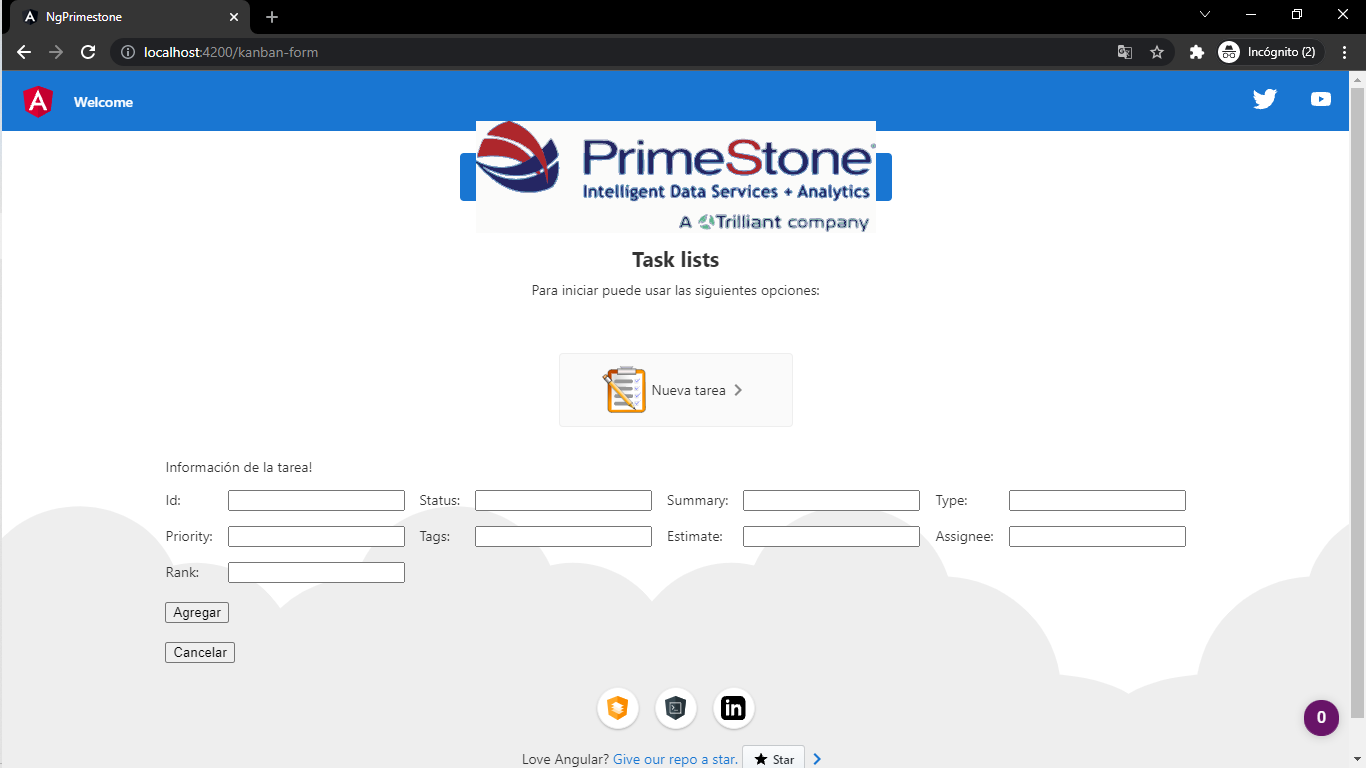 NgPrimestone
localhost:4200/kanban-form
Incógnito (2)
Welcome
PrimeStone
Intelligent Data Services + Analytics
A Trilliant company
Task lists
Para iniciar puede usar las siguientes opciones:
Nueva tarea
Información de la tarea!
Id: Status: Summary: Type:
Priority: Tags: Estimate: Assignee:
Rank:
Agregar
Cancelar
in
0
Love Angular? Give our repo a star. Star